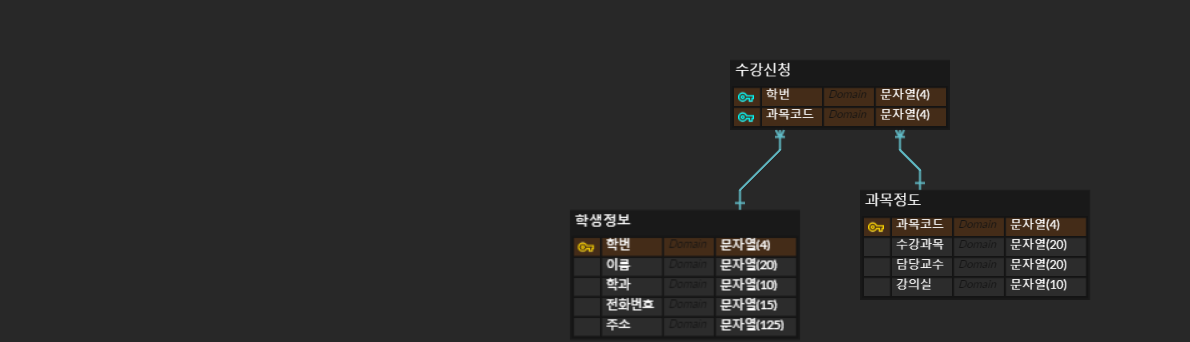 수강신청
학번 Domain 문자열(4)
과목코드 Domain 문자열(4)
과목정도
과목코드 Domain 문자열(4)
수강과목 Domain 문자열(20)
담당교수 Domain 문자열(20)
강의실 Domain 문자열(10)
학생정보
학번 Domain 문자열(4)
이름 Domain 문자열(20)
학과 Domain 문자열(10)
전화번호 Domain 문자열(15)
주소 Domain 문자열(125)